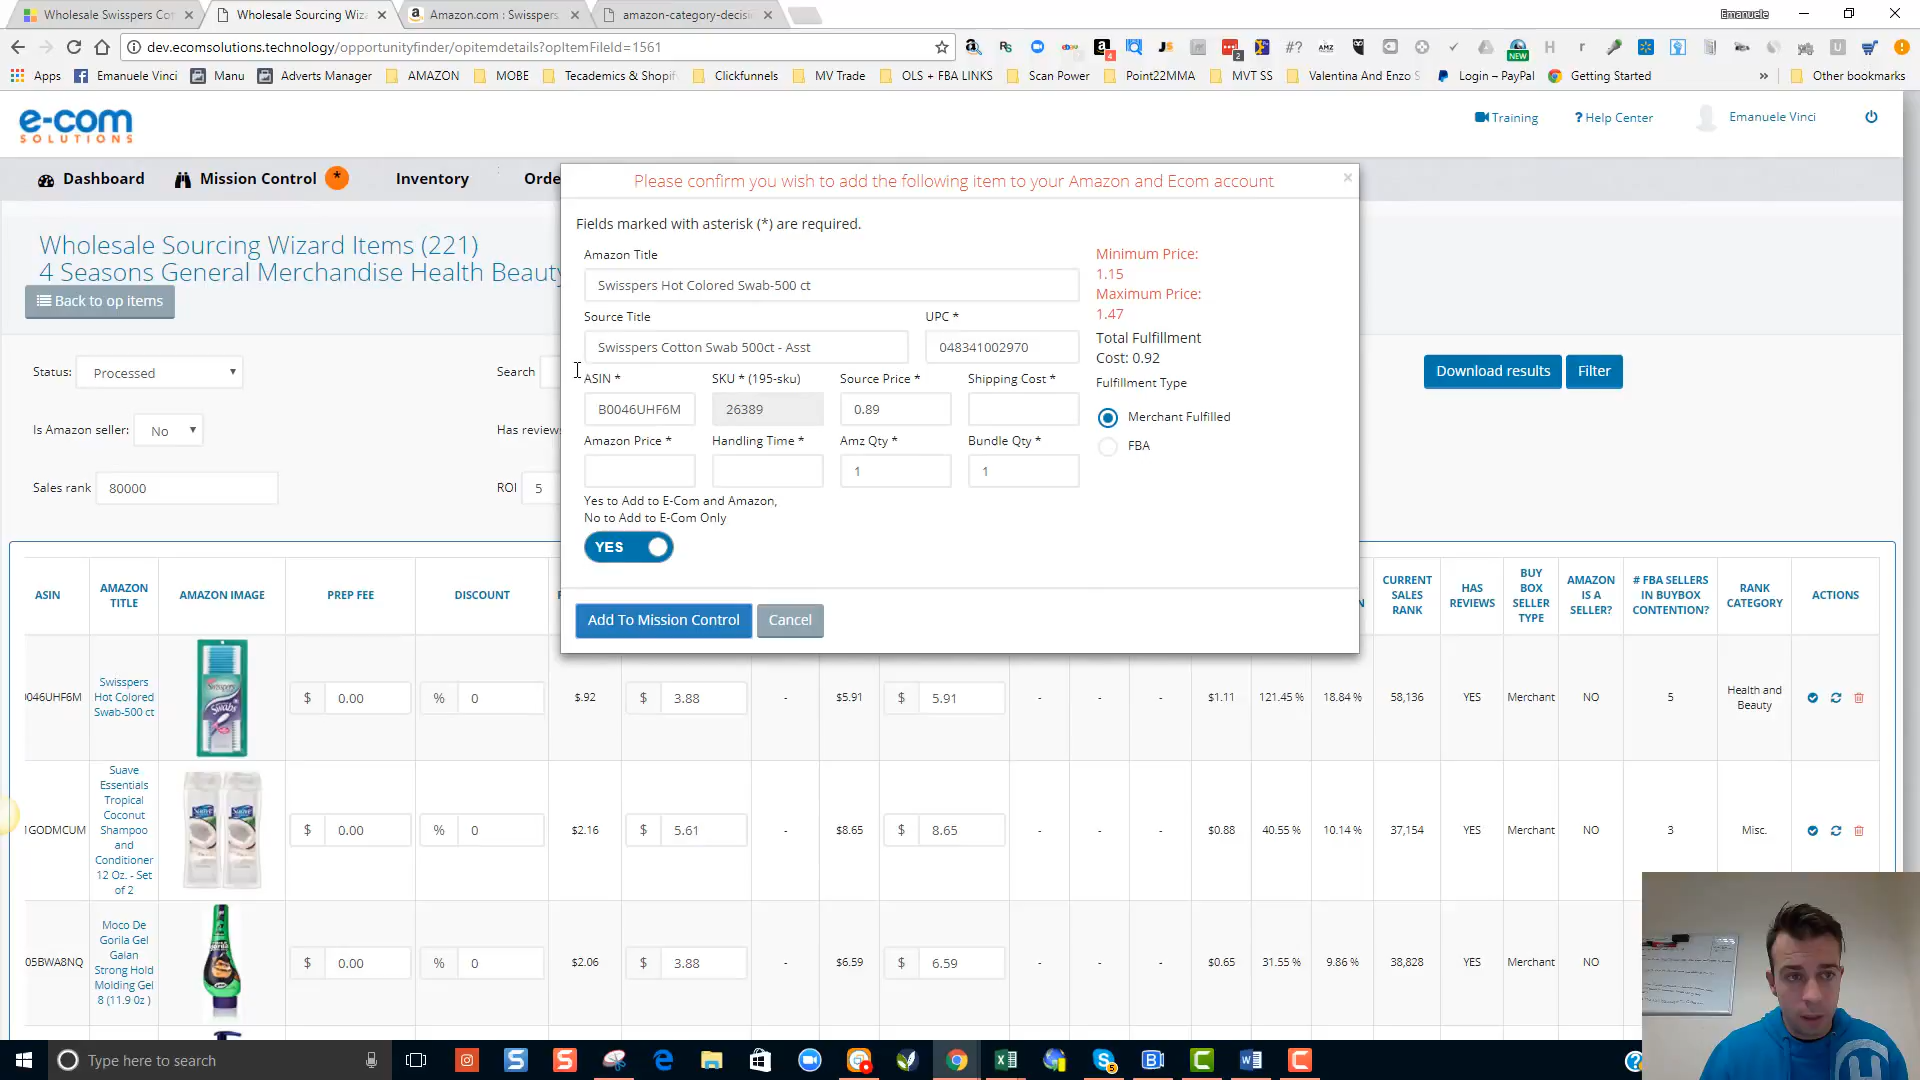 Wholesale Swisspers Cot
Wholesale Sourcing Wiza
Amazon.com : Swisspers
amazon-category-decisi
Emanuele
dev.ecomsolutions.technology/opportunityfinder/opitemdetails?opItemFileId=1561
Apps
Emanuele Vinci
Manu
Adverts Manager
AMAZON
MOBE
Tecademics & Shopif
Clickfunnels
MV Trade
OLS + FBA LINKS
Scan Power
Point22MMA
MVT SS
Valentina And Enzo S
Login – PayPal
Getting Started
Other bookmarks
e-com
SOLUTIONS
Training
? Help Center
Emanuele Vinci
Dashboard
Mission Control *
Inventory
Orde
Wholesale Sourcing Wizard Items (221)
4 Seasons General Merchandise Health Beauty
Back to op items
Status: Processed
Search
Is Amazon seller: No
Has review
Sales rank 80000
ROI 5
Download results
Filter
Please confirm you wish to add the following item to your Amazon and Ecom account
×
Fields marked with asterisk (*) are required.
Amazon Title
Swisspers Hot Colored Swab-500 ct
Source Title
Swisspers Cotton Swab 500ct - Asst
UPC *
048341002970
ASIN *
B0046UHF6M
SKU * (195-sku)
26389
Source Price *
0.89
Shipping Cost *
Amazon Price *
Handling Time *
Amz Qty *
1
Bundle Qty *
1
Yes to Add to E-Com and Amazon,
No to Add to E-Com Only
YES
Minimum Price:
1.15
Maximum Price:
1.47
Total Fulfillment
Cost: 0.92
Fulfillment Type
Merchant Fulfilled
FBA
Add To Mission Control
Cancel
ASIN
AMAZON
TITLE
AMAZON IMAGE
PREP FEE
DISCOUNT
CURRENT
SALES
RANK
HAS
REVIEWS
BUY
BOX
SELLER
TYPE
AMAZON
IS A
SELLER?
# FBA SELLERS
IN BUYBOX
CONTENTION?
RANK
CATEGORY
ACTIONS
046UHF6M
Swisspers
Hot Colored
Swab-500 ct
$ 0.00
% 0
$.92
$ 3.88
-
$5.91
$ 5.91
-
-
-
$1.11
121.45 %
18.84 %
58,136
YES
Merchant
NO
5
Health and
Beauty
1GODMCUM
Suave
Essentials
Tropical
Coconut
Shampoo
and
Conditioner
12 Oz. - Set
of 2
$ 0.00
% 0
$2.16
$ 5.61
-
$8.65
$ 8.65
-
-
-
$0.88
40.55 %
10.14 %
37,154
YES
Merchant
NO
3
Misc.
05BWA8NQ
Moco De
Gorila Gel
Gaian
Strong Hold
Molding Gel
8 (11.9 0z )
$ 0.00
% 0
$2.06
$ 3.88
-
$6.59
$ 6.59
-
-
-
$0.65
31.55 %
9.86 %
38,828
YES
Merchant
NO
Type here to search